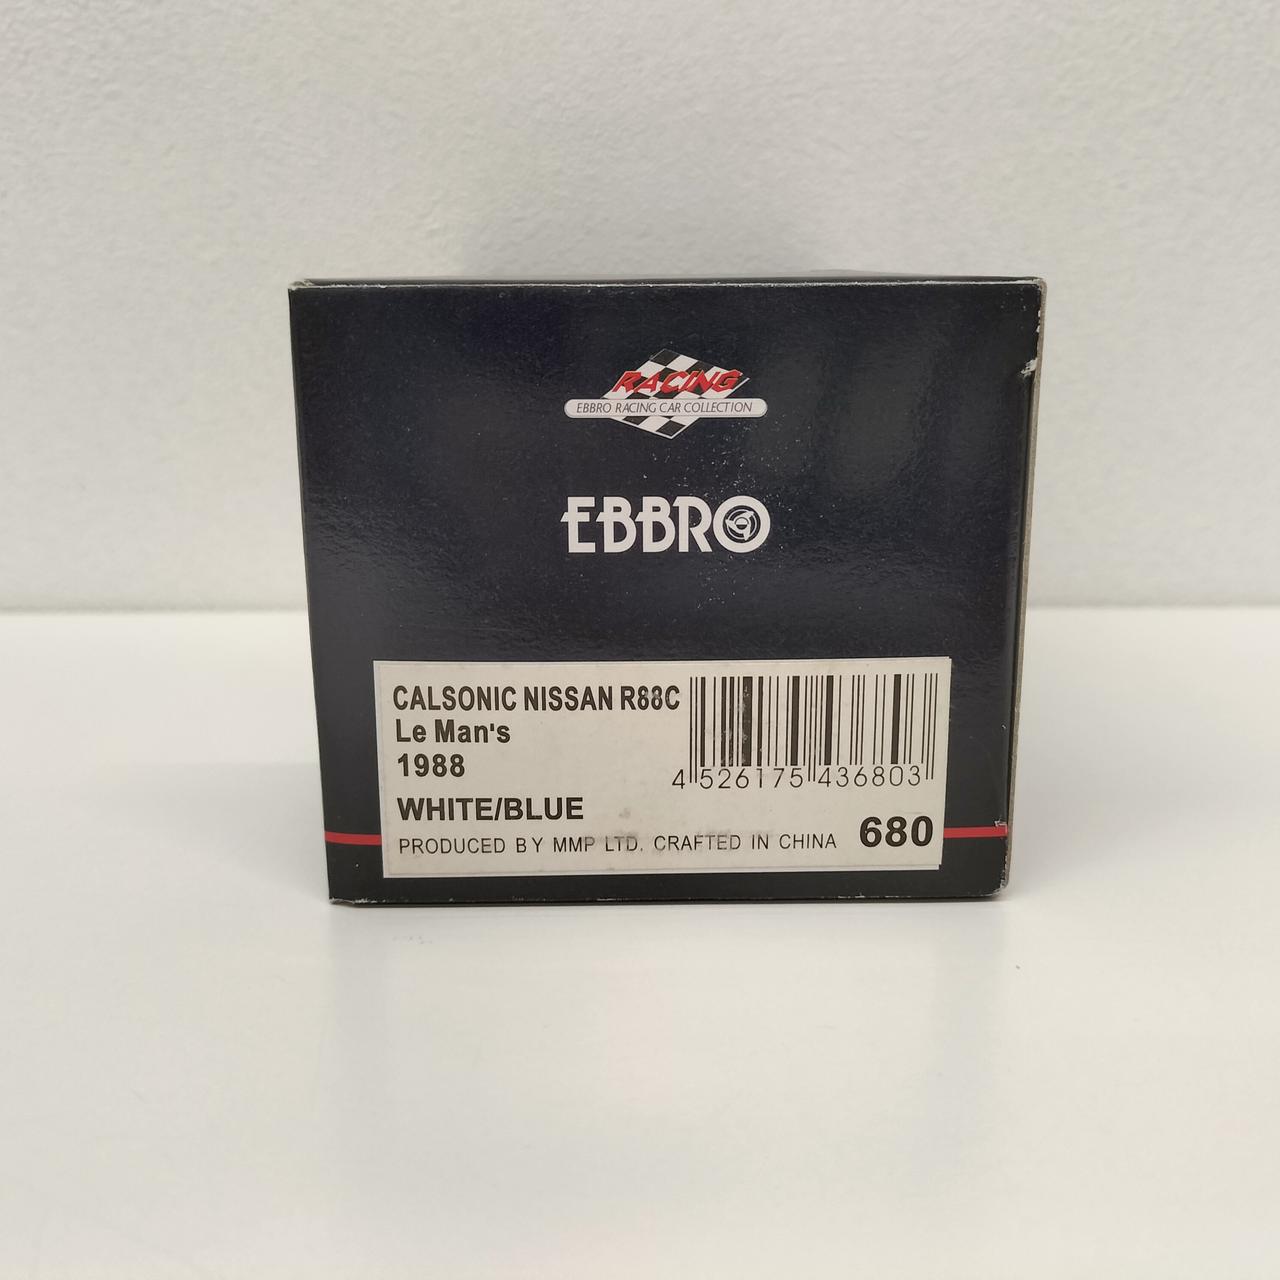 RACING
EBBRO RACING CAR COLLECTION
EBBRO
CALSONIC NISSAN R88C
Le Man's
1988
4 526175 436803
WHITE/BLUE
680
PRODUCED BY MMP LTD. CRAFTED IN CHINA